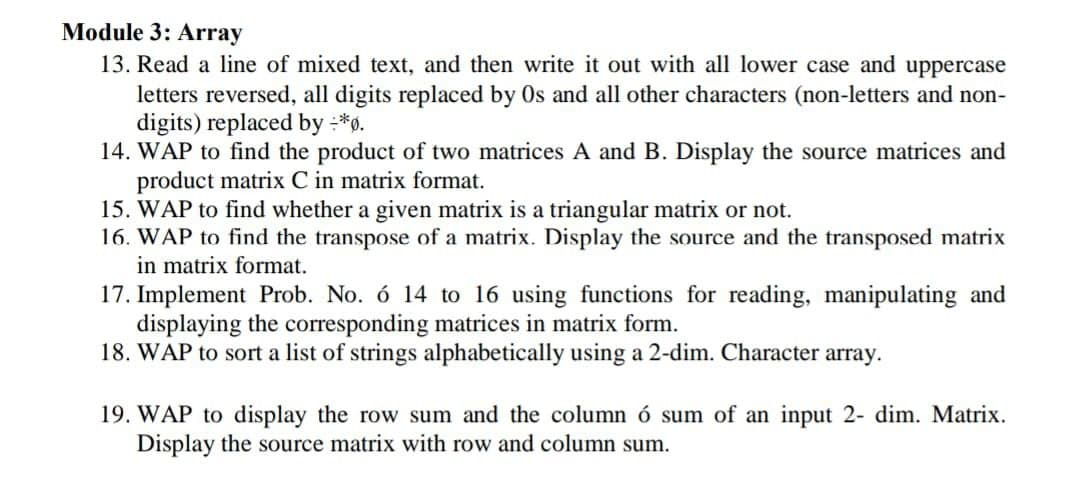 Module 3: Array
13. Read a line of mixed text, and then write it out with all lower case and uppercase
letters reversed, all digits replaced by 0s and all other characters (non-letters and non-
digits) replaced by ÷*ø.
14. WAP to find the product of two matrices A and B. Display the source matrices and
product matrix C in matrix format.
15. WAP to find whether a given matrix is a triangular matrix or not.
16. WAP to find the transpose of a matrix. Display the source and the transposed matrix
in matrix format.
17. Implement Prob. No. ó 14 to 16 using functions for reading, manipulating and
displaying the corresponding matrices in matrix form.
18. WAP to sort a list of strings alphabetically using a 2-dim. Character array.
19. WAP to display the row sum and the column ó sum of an input 2- dim. Matrix.
Display the source matrix with row and column sum.